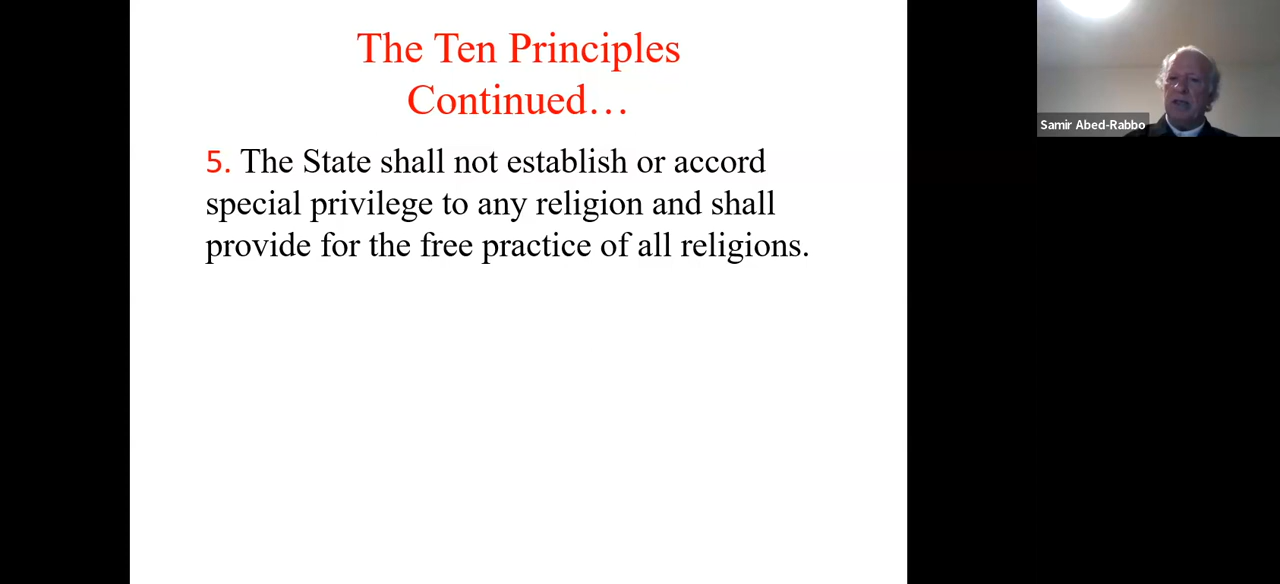 The Ten Principles
Continued…
5. The State shall not establish or accord
special privilege to any religion and shall
provide for the free practice of all religions.
Samir Abed-Rabbo